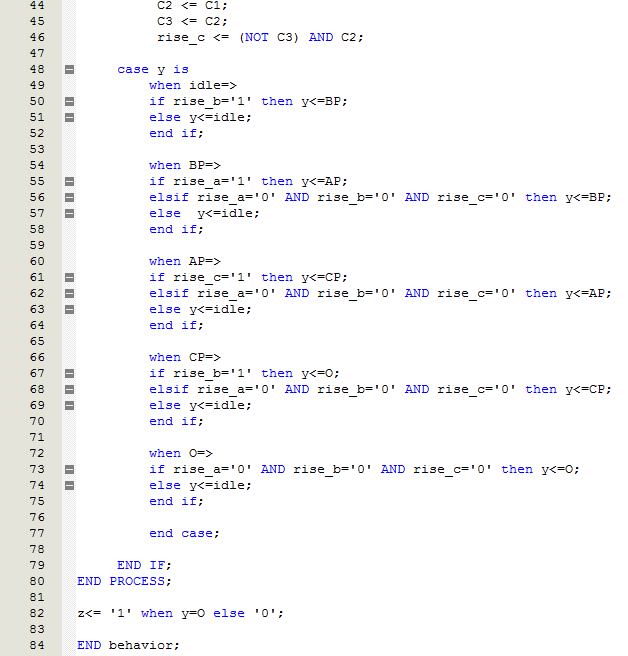 44 C2 <= C1;
45 C3 <= C2;
46 rise_c <= (NOT C3) AND C2;
47
48 case y is
49 when idle=>
50 if rise_b='1' then y<=BP;
51 else y<=idle;
52 end if;
53
54 when BP=>
55 if rise_a='1' then y<=AP;
56 elsif rise_a='0' AND rise_b='0' AND rise_c='0' then y<=BP;
57 else  y<=idle;
58 end if;
59
60 when AP=>
61 if rise_c='1' then y<=CP;
62 elsif rise_a='0' AND rise_b='0' AND rise_c='0' then y<=AP;
63 else y<=idle;
64 end if;
65
66 when CP=>
67 if rise_b='1' then y<=O;
68 elsif rise_a='0' AND rise_b='0' AND rise_c='0' then y<=CP;
69 else y<=idle;
70 end if;
71
72 when O=>
73 if rise_a='0' AND rise_b='0' AND rise_c='0' then y<=O;
74 else y<=idle;
75 end if;
76
77 end case;
78
79 END IF;
80 END PROCESS;
81
82 z<= '1' when y=O else '0';
83
84 END behavior;